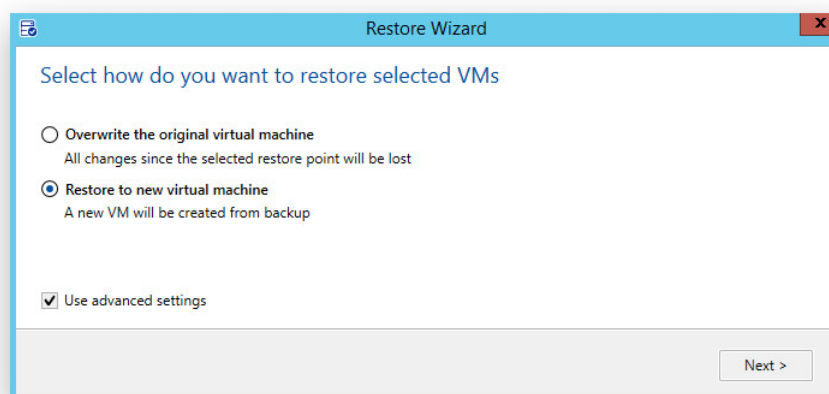 Restore Wizard
x
Select how do you want to restore selected VMs
Overwrite the original virtual machine
All changes since the selected restore point will be lost
Restore to new virtual machine
A new VM will be created from backup
Use advanced settings
Next >